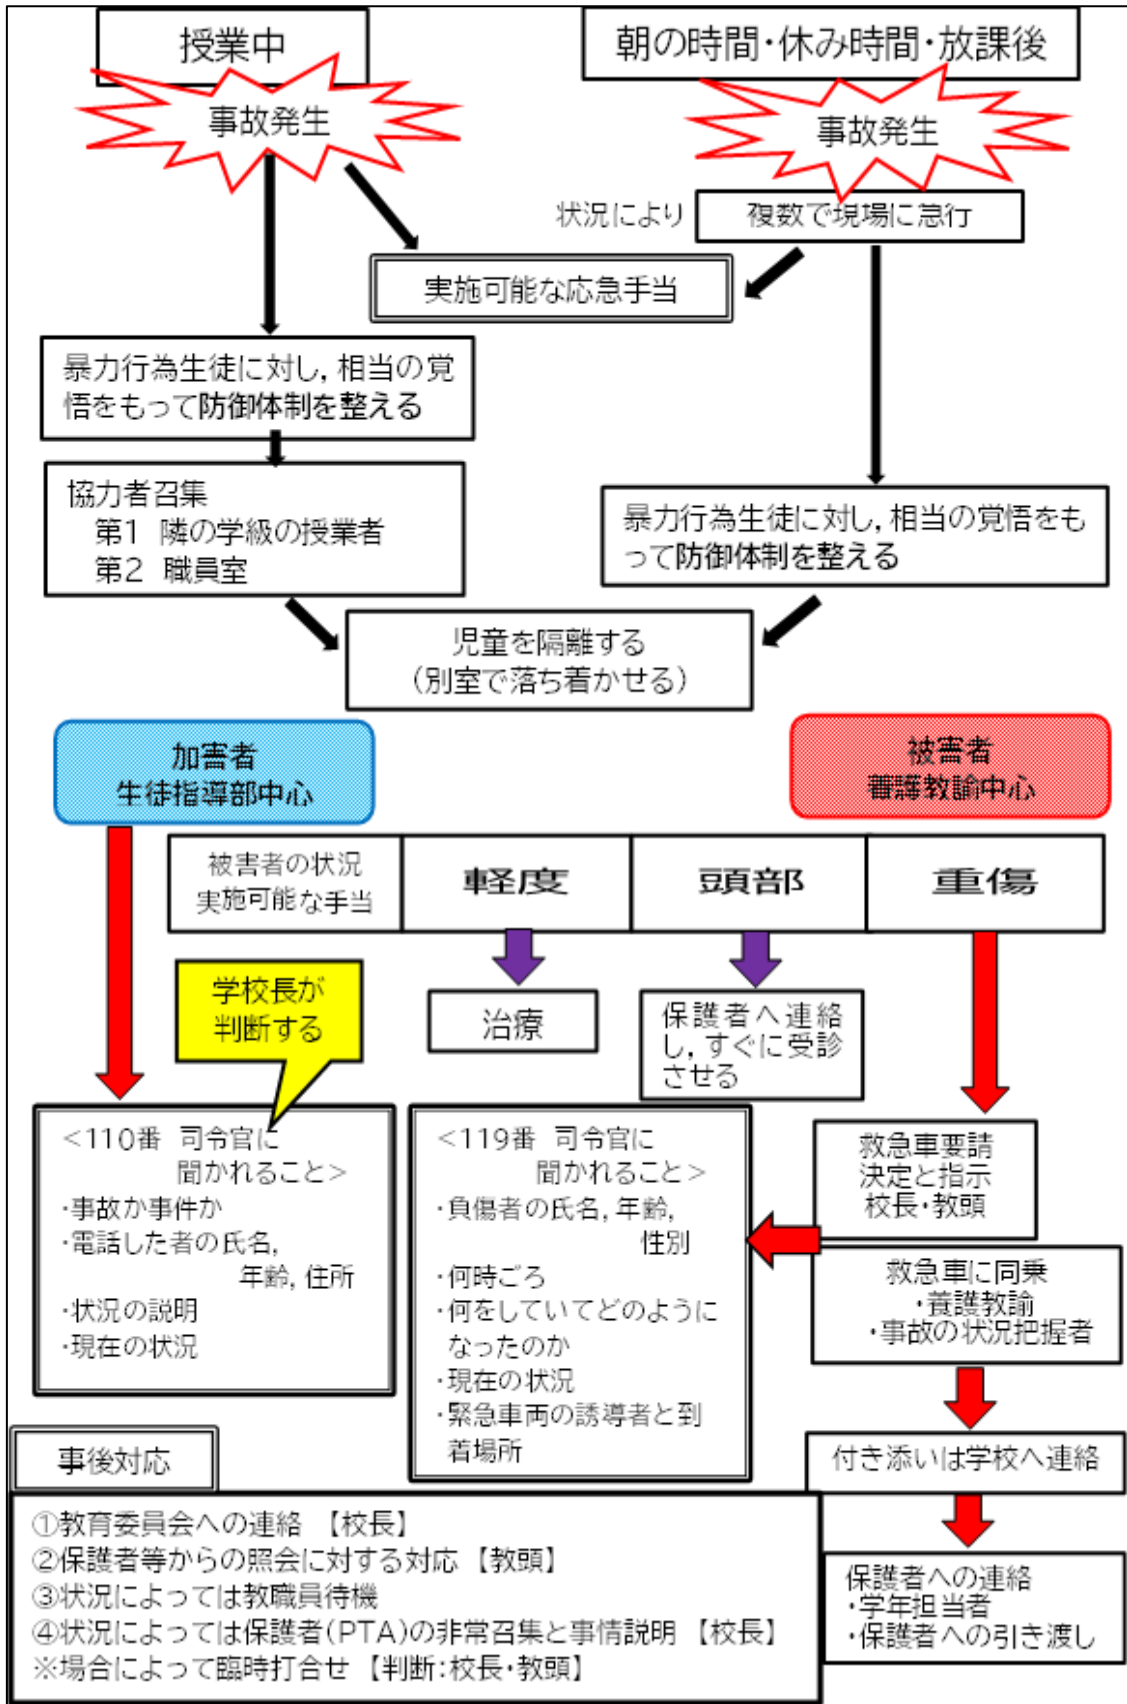 授業中
朝の時間・休み時間・放課後
事故発生
事故発生
状況により
複数で現場に急行
実施可能な応急手当
暴力行為生徒に対し，相当の覚
悟をもって防御体制を整える
協力者召集
第1 隣の学級の授業者
第2 職員室
暴力行為生徒に対し，相当の覚悟をも
って防御体制を整える
児童を隔離する
（別室で落ち着かせる）
加害者
生徒指導部中心
被害者
養護教諭中心
被害者の状況
実施可能な手当
軽度
頭部
重傷
学校長が
判断する
治療
保護者へ連絡
し，すぐに受診
させる
＜110番 司令官に
聞かれること＞
・事故か事件か
・電話した者の氏名，
年齢，住所
・状況の説明
・現在の状況
＜119番 司令官に
聞かれること＞
・負傷者の氏名，年齢，
性別
・何時ごろ
・何をしていてどのように
なったのか
・現在の状況
・緊急車両の誘導者と到
着場所
救急車要請
決定と指示
校長・教頭
救急車に同乗
・養護教諭
・事故の状況把握者
付き添いは学校へ連絡
保護者への連絡
・学年担当者
・保護者への引き渡し
事後対応
①教育委員会への連絡 【校長】
②保護者等からの照会に対する対応 【教頭】
③状況によっては教職員待機
④状況によっては保護者（PTA）の非常召集と事情説明 【校長】
※場合によって臨時打合せ 【判断：校長・教頭】